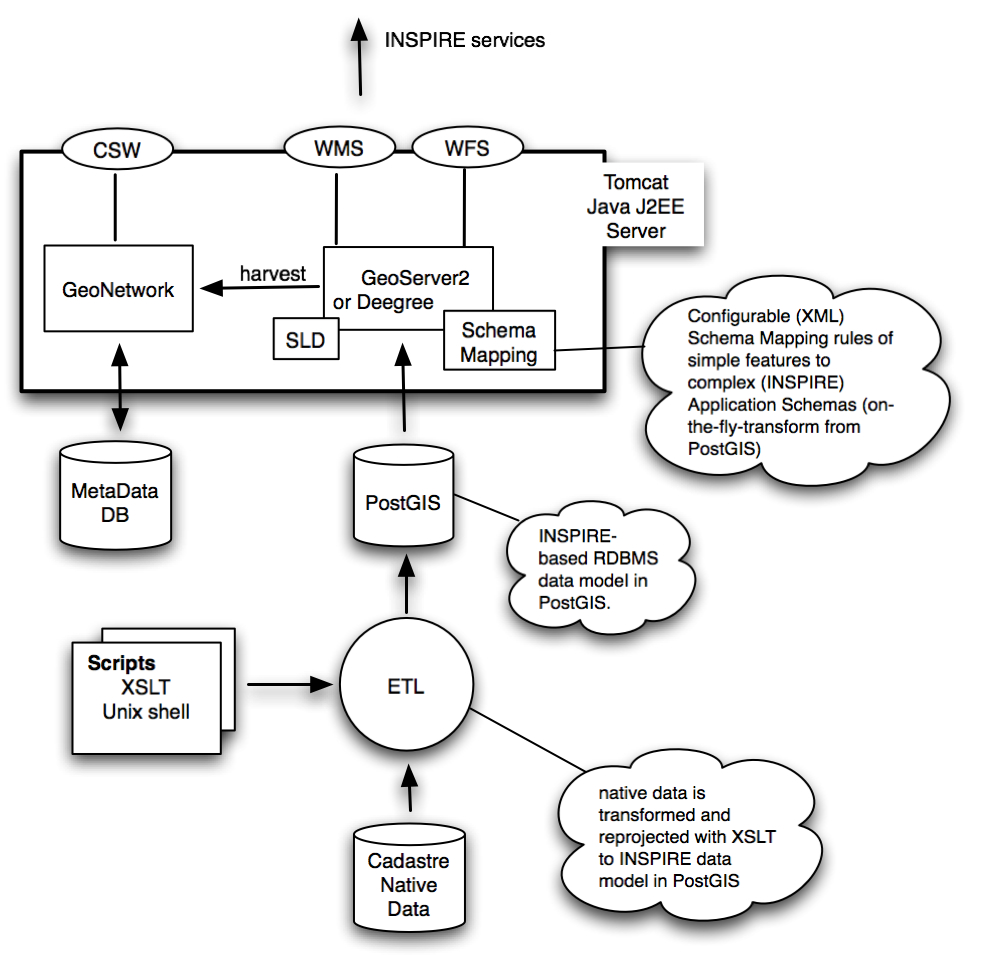 INSPIRE services
CSW
WMS
WFS
Tomcat
Java J2EE
Server
GeoNetwork
harvest
GeoServer2
or Deegree
SLD
Schema
Mapping
Configurable (XML)
Schema Mapping rules of
simple features to
complex (INSPIRE)
Application Schemas (on-
the-fly-transform from
PostGIS)
MetaData
DB
PostGIS
INSPIRE-
based RDBMS
data model in
PostGIS.
Scripts
XSLT
Unix shell
ETL
native data is
transformed and
reprojected with XSLT
to INSPIRE data
model in PostGIS
Cadastre
Native
Data